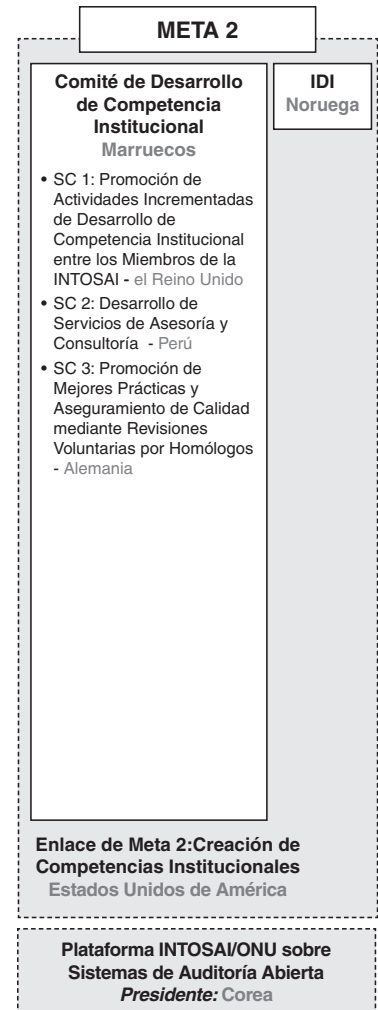 META 2
Comité de Desarrollo
de Competencia
Institucional
Marruecos
• SC 1: Promoción de
Actividades Incrementadas
de Desarrollo de
Competencia Institucional
entre los Miembros de la
INTOSAI - el Reino Unido
• SC 2: Desarrollo de
Servicios de Asesoría y
Consultoría - Perú
• SC 3: Promoción de
Mejores Prácticas y
Aseguramiento de Calidad
mediante Revisiones
Voluntarias por Homólogos
- Alemania
IDI
Noruega
Enlace de Meta 2:Creación de
Competencias Institucionales
Estados Unidos de América
Plataforma INTOSAI/ONU sobre
Sistemas de Auditoría Abierta
Presidente: Corea